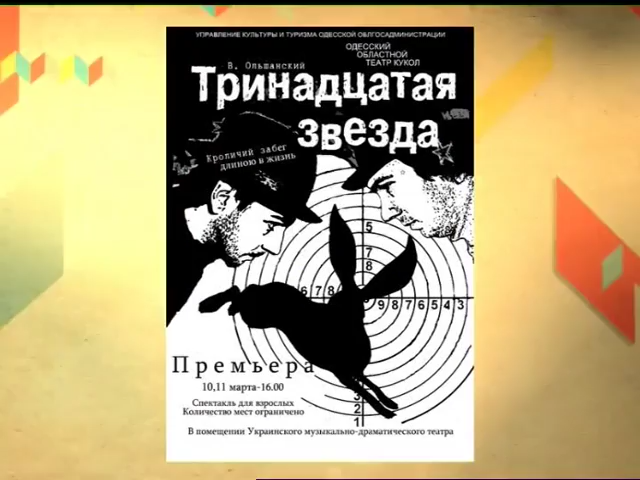 УПРАВЛЕНИЕ КУЛЬТУРЫ И ТУРИЗМА ОДЕССКОЙ ОБЛГОСАДМИНИСТРАЦИИ
ОДЕССКИЙ
ОБЛАСТНОЙ
ТЕАТР КУКОЛ
В. Ольшанский
Тринадцатая
звезда
Кроличий забег
длиною в жизнь
5
7
8
6 7 8
9 8 7 6 5 4 3
3
2
1
Премьера
10,11 марта-16.00
Спектакль для взрослых
Количество мест ограничено
В помещении Украинского музыкально-драматического театра